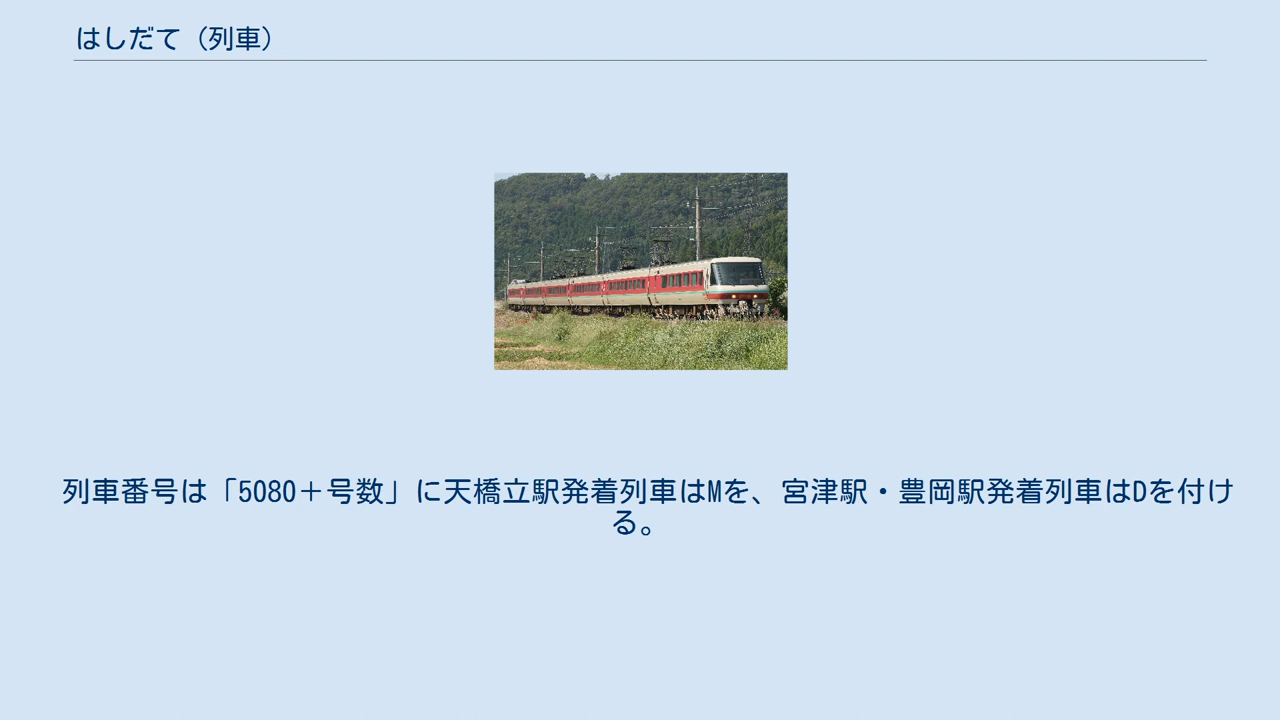 はしだて（列車）
列車番号は「5080＋号数」に天橋立駅発着列車はMを、宮津駅・豊岡駅発着列車はDを付け
る。